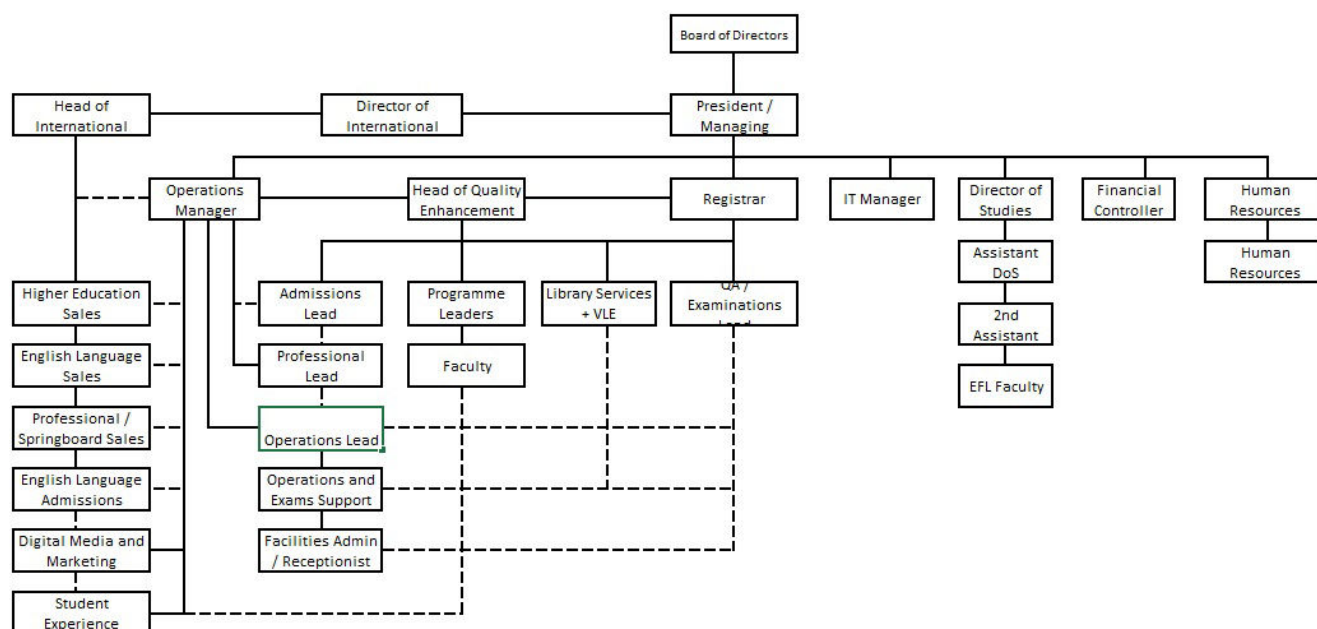 Board of Directors
Head of
International
Director of
International
President /
Managing
Operations
Manager
Head of Quality
Enhancement
Registrar
IT Manager
Director of
Studies
Financial
Controller
Human
Resources
Assistant
DoS
Human
Resources
Higher Education
Sales
Admissions
Lead
Programme
Leaders
Library Services
+ VLE
QA /
Examinations
Lead
2nd
Assistant
English Language
Sales
Professional
Lead
Faculty
EFL Faculty
Professional /
Springboard Sales
Operations Lead
English Language
Admissions
Operations and
Exams Support
Digital Media and
Marketing
Facilities Admin
/ Receptionist
Student
Experience